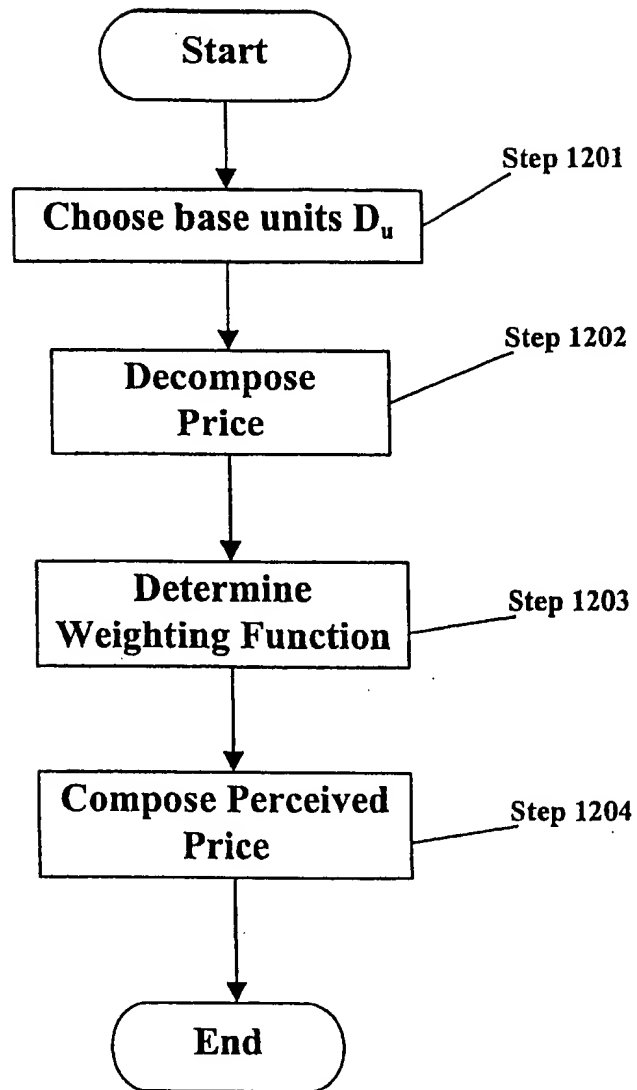 Start
Step 1201
Choose base units Du
Step 1202
Decompose
Price
Determine
Weighting Function
Step 1203
Compose Perceived
Price
Step 1204
End